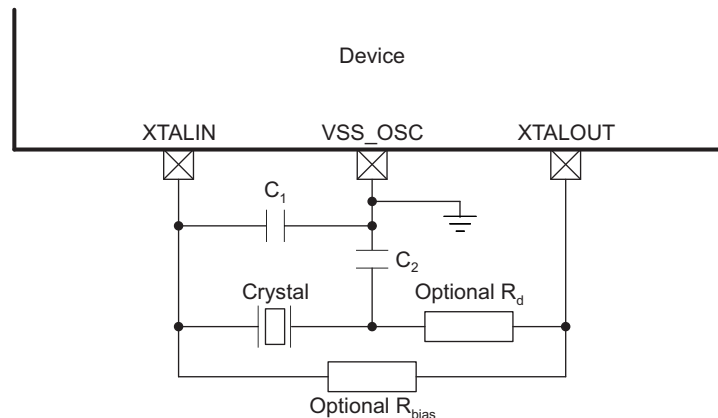 Device
XTALIN
VSS_OSC
XTALOUT
C1
C2
Crystal
Optional Rd
Optional Rbias